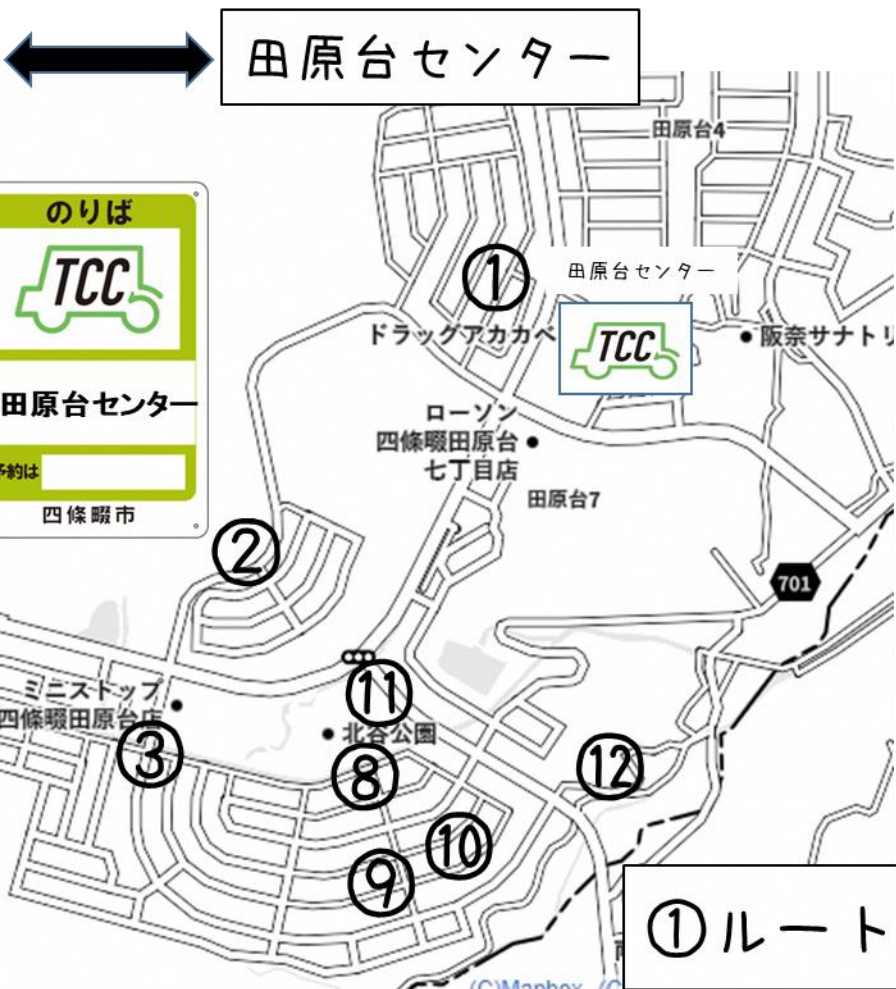 田原台センター
田原台4
のりば
TCC
①
田原台センター
ドラッグアカカベ
TCC
阪奈サナトリ
田原台センター
ローソン
四條畷田原台
七丁目店
予約は
田原台7
四條畷市
②
701
ミニストップ
四條畷田原台店
⑪
北谷公園
③
⑧
⑫
⑩
⑨
①ルート
(C)Mapbox